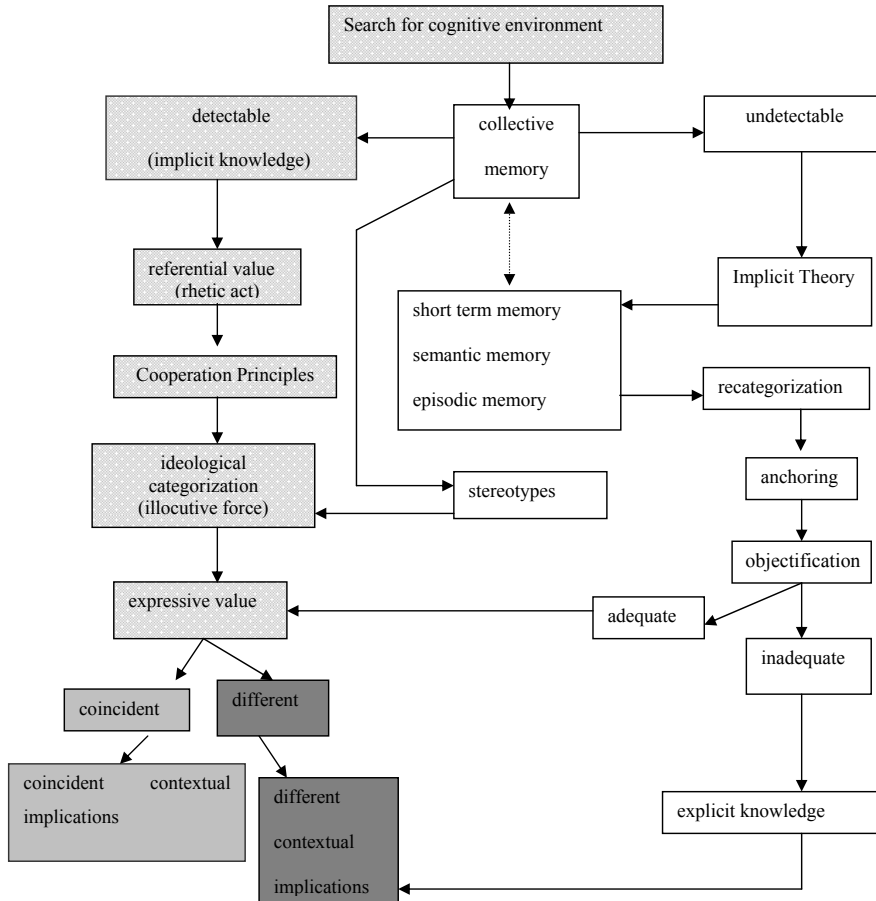 Search for cognitive environment
detectable
(implicit knowledge)
collective
memory
undetectable
referential value
(rhetic act)
Implicit Theory
short term memory
semantic memory
episodic memory
Cooperation Principles
recategorization
ideological
categorization
(illocutive force)
stereotypes
anchoring
objectification
expressive value
adequate
inadequate
coincident
different
coincident contextual
implications
different
contextual
implications
explicit knowledge